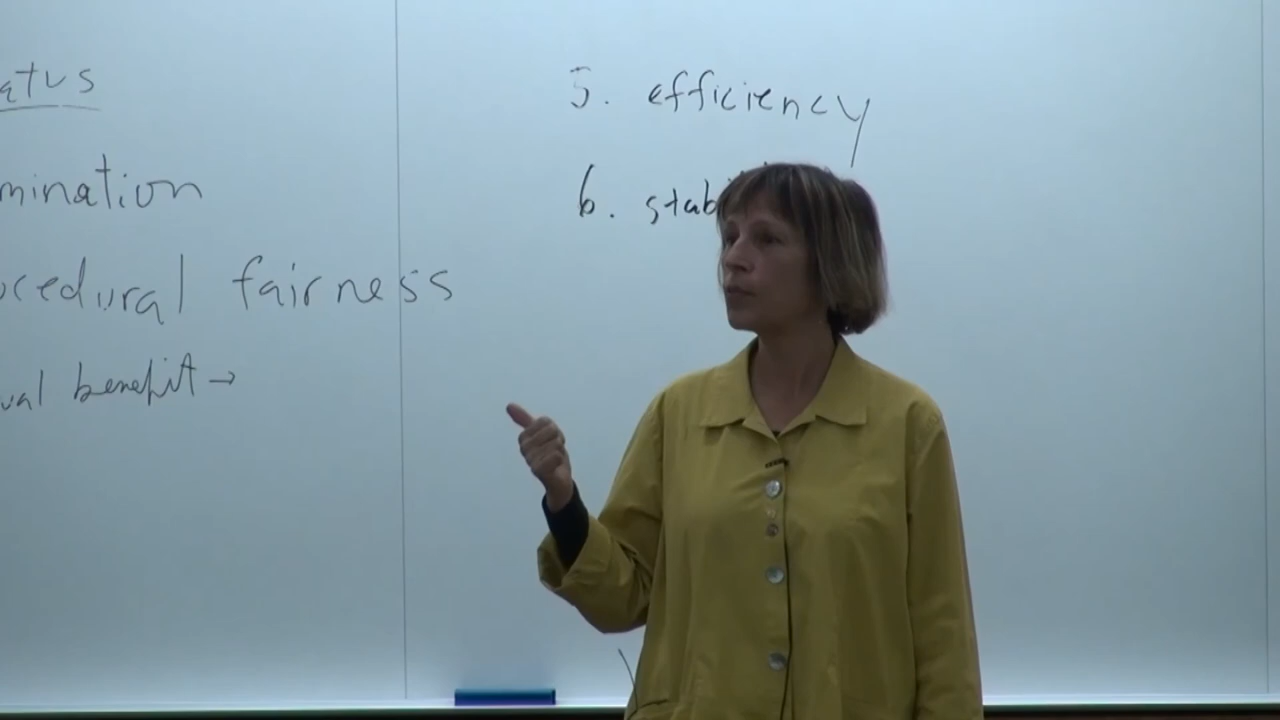 atus
mination
ocedural fairness
ual benefit →
5. efficiency
6. stab